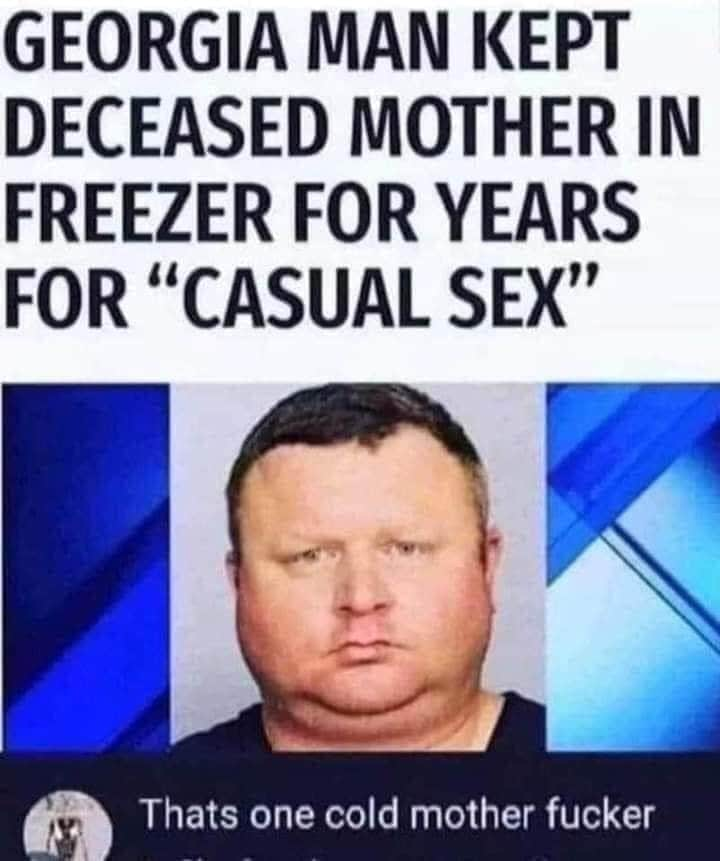 GEORGIA MAN KEPT
DECEASED MOTHER IN
FREEZER FOR YEARS
FOR “CASUAL SEX”
Thats one cold mother fucker